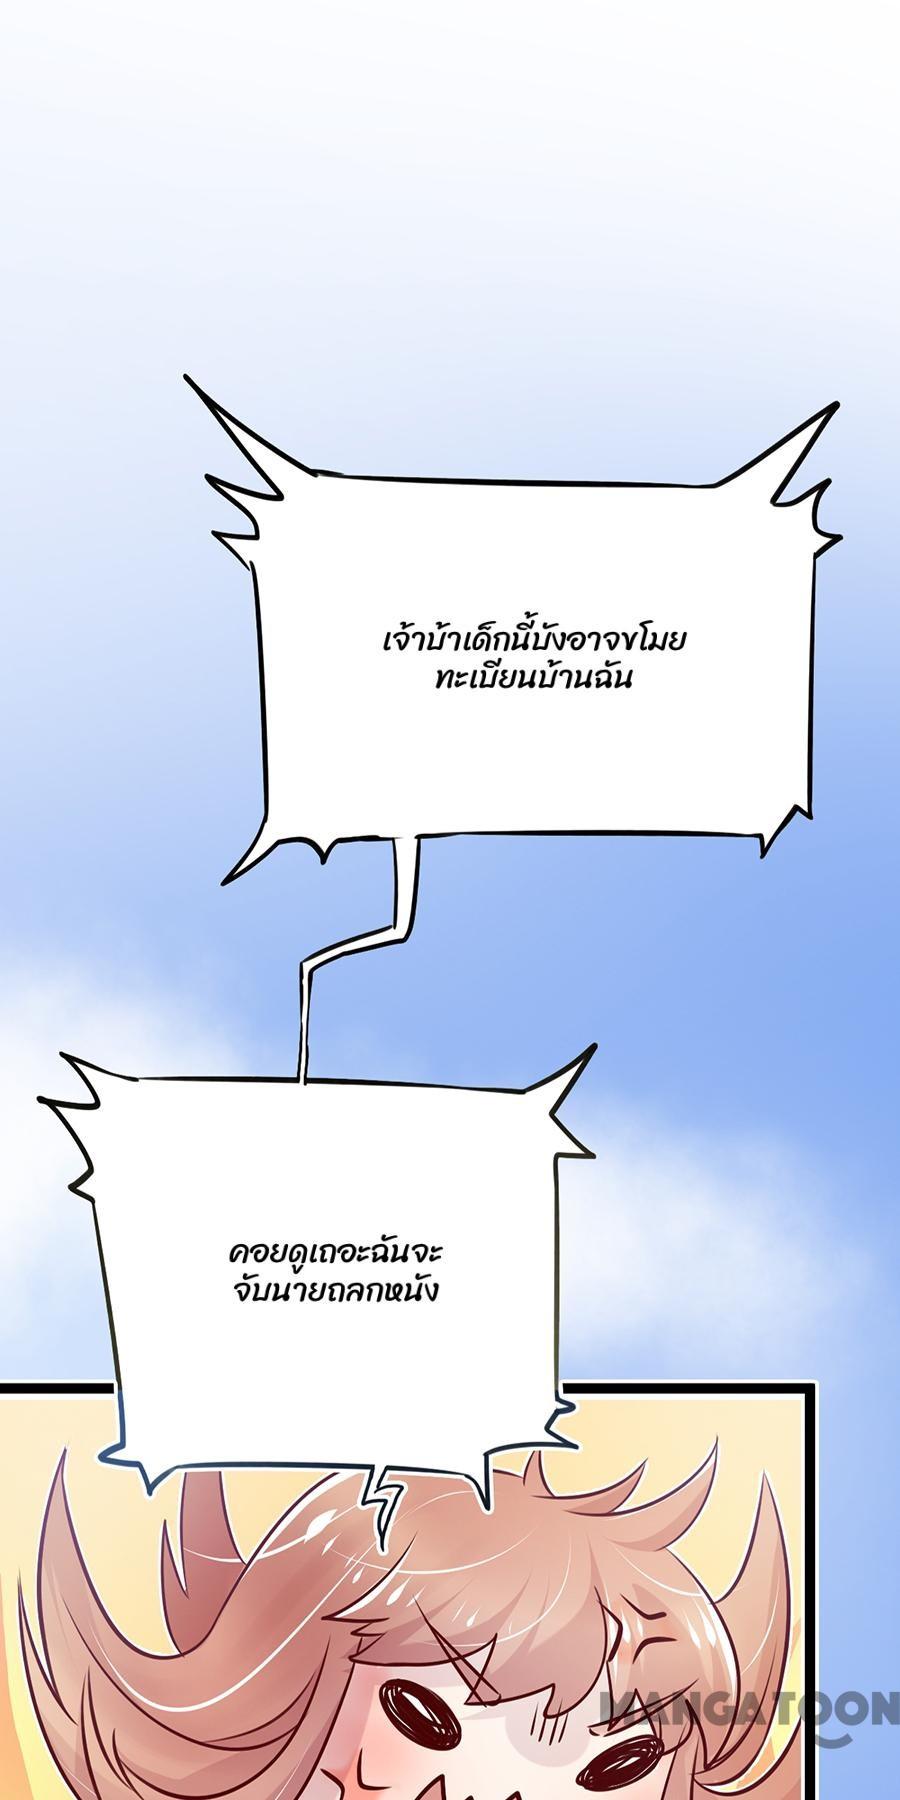 เจ้าบ้าเด็กนี้บังอาจขโมย
ทะเบียนบ้านฉัน
คอยดูเถอะฉันจะ
จับนายถลกหนัง
MANGATOON